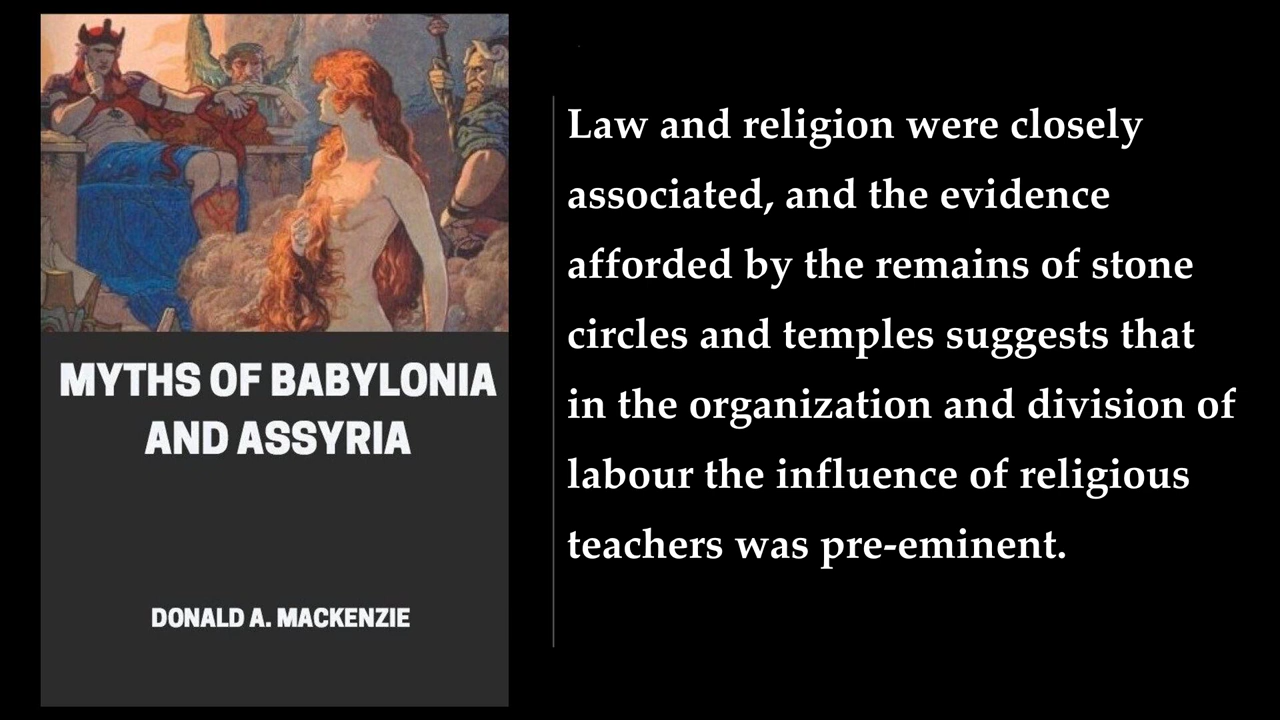 MYTHS OF BABYLONIA
AND ASSYRIA
DONALD A. MACKENZIE
Law and religion were closely
associated, and the evidence
afforded by the remains of stone
circles and temples suggests that
in the organization and division of
labour the influence of religious
teachers was pre-eminent.